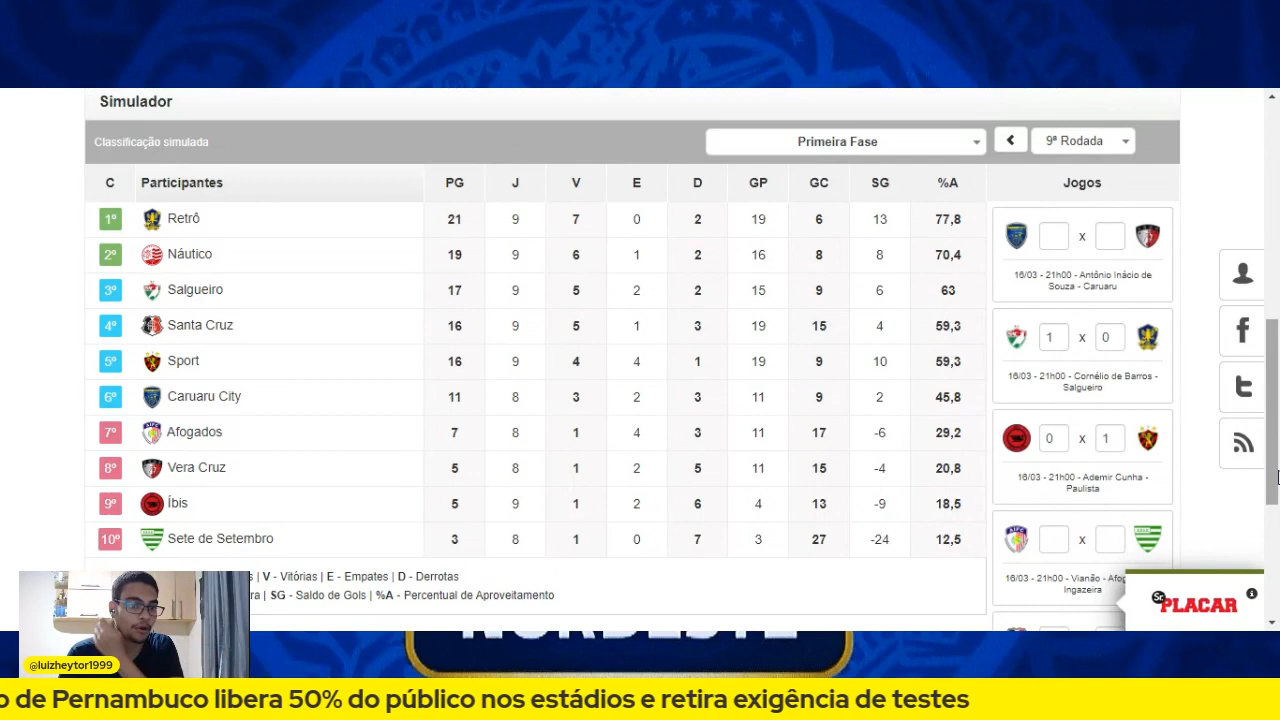 Simulador
Classificação simulada
Primeira Fase
9ª Rodada
C Participantes PG J V E D GP GC SG %A Jogos
1º Retrô 21 9 7 0 2 19 6 13 77,8
2º Náutico 19 9 6 1 2 16 8 8 70,4
3º Salgueiro 17 9 5 2 2 15 9 6 63
4º Santa Cruz 16 9 5 1 3 19 15 4 59,3
5º Sport 16 9 4 4 1 19 9 10 59,3
6º Caruaru City 11 8 3 2 3 11 9 2 45,8
7º Afogados 7 8 1 4 3 11 17 -6 29,2
8º Vera Cruz 5 8 1 2 5 11 15 -4 20,8
9º Íbis 5 9 1 2 6 4 13 -9 18,5
10º Sete de Setembro 3 8 1 0 7 3 27 -24 12,5
x
16/03 - 21h00 - Antônio Inácio de
Souza - Caruaru
1 x 0
16/03 - 21h00 - Cornélio de Barros -
Salgueiro
0 x 1
16/03 - 21h00 - Ademir Cunha -
Paulista
AIFC x
16/03 - 21h00 - Vianão - Afog
Ingazeira
| V - Vitórias | E - Empates | D - Derrotas
| SG - Saldo de Gols | %A - Percentual de Aproveitamento
Sr PLACAR
NORDESTE
@luizheytor1999
o de Pernambuco libera 50% do público nos estádios e retira exigência de testes